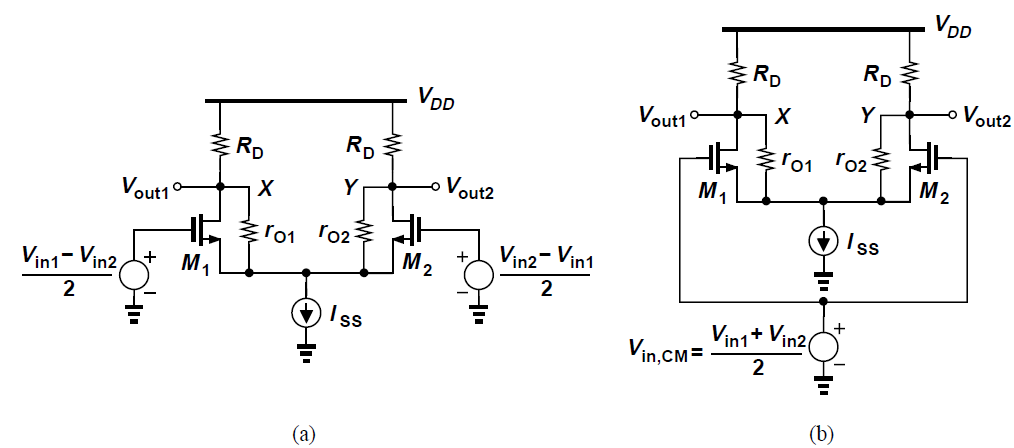 V_DD
R_D R_D
V_out1 X Y V_out2
r_O1 r_O2
M_1 M_2
V_in1 − V_in2
2
+
−
+
−
V_in2 − V_in1
2
I_SS
(a)
V_DD
R_D R_D
V_out1 X Y V_out2
r_O1 r_O2
M_1 M_2
I_SS
V_in,CM = V_in1 + V_in2
2
+
−
(b)